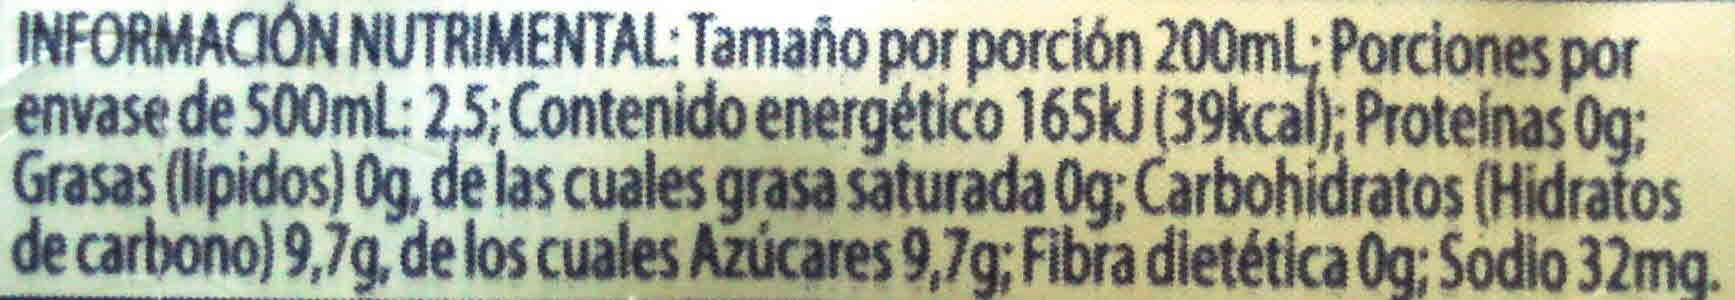 INFORMACIÓN NUTRIMENTAL: Tamaño por porción 200mL; Porciones por
envase de 500mL: 2,5; Contenido energético 165kJ (39kcal); Proteínas 0g;
Grasas (lípidos) 0g, de las cuales grasa saturada 0g; Carbohidratos (Hidratos
de carbono) 9,7g, de los cuales Azúcares 9,7g; Fibra dietética 0g; Sodio 32mg.